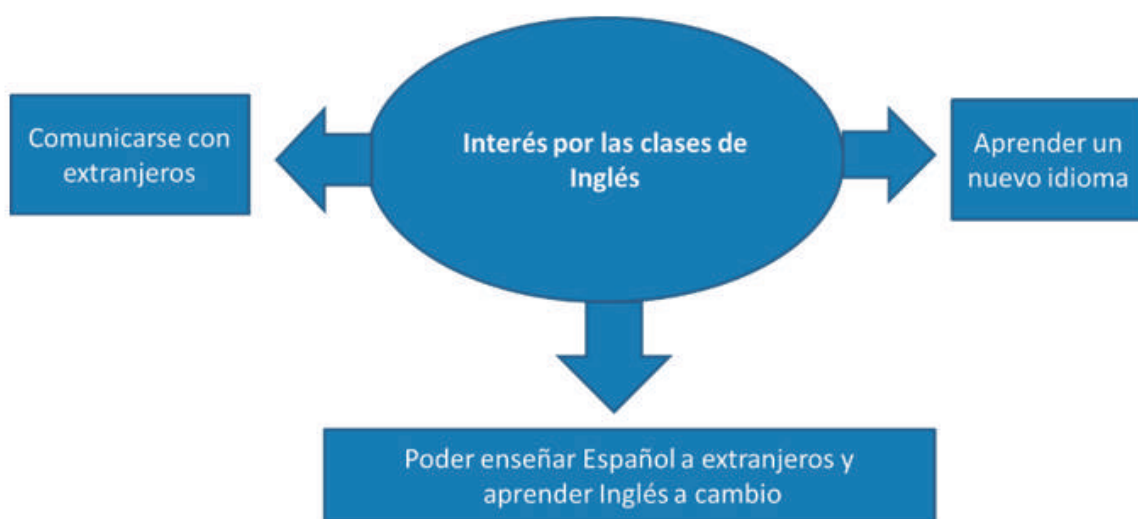 Interés por las clases de
Inglés
Comunicarse con
extranjeros
Aprender un
nuevo idioma
Poder enseñar Español a extranjeros y
aprender Inglés a cambio